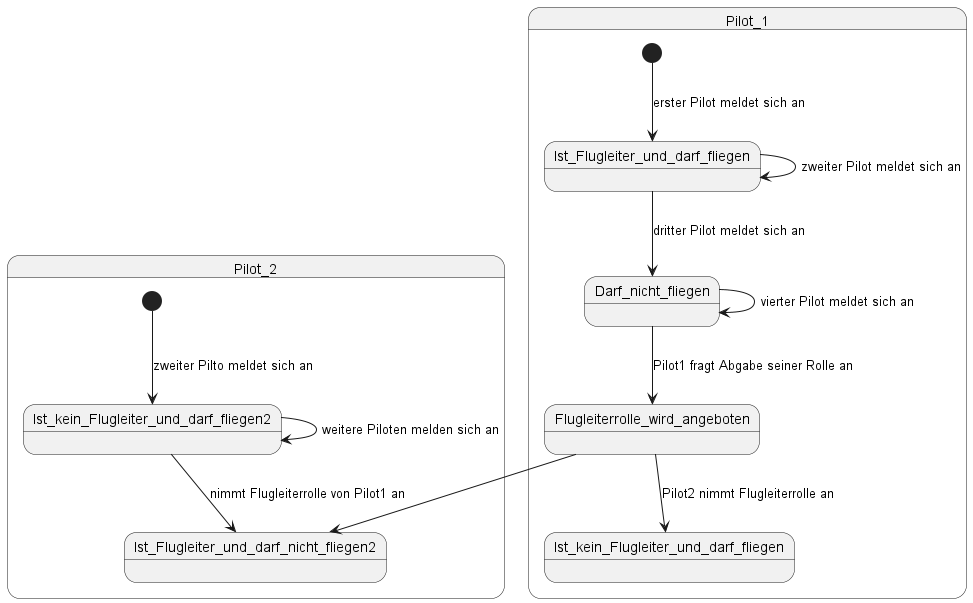 Pilot_1
erster Pilot meldet sich an
Ist_Flugleiter_und_darf_fliegen
zweiter Pilot meldet sich an
dritter Pilot meldet sich an
Darf_nicht_fliegen
vierter Pilot meldet sich an
Pilot1 fragt Abgabe seiner Rolle an
Flugleiterrolle_wird_angeboten
Pilot2 nimmt Flugleiterrolle an
Ist_kein_Flugleiter_und_darf_fliegen
Pilot_2
zweiter Pilto meldet sich an
Ist_kein_Flugleiter_und_darf_fliegen2
weitere Piloten melden sich an
nimmt Flugleiterrolle von Pilot1 an
Ist_Flugleiter_und_darf_nicht_fliegen2